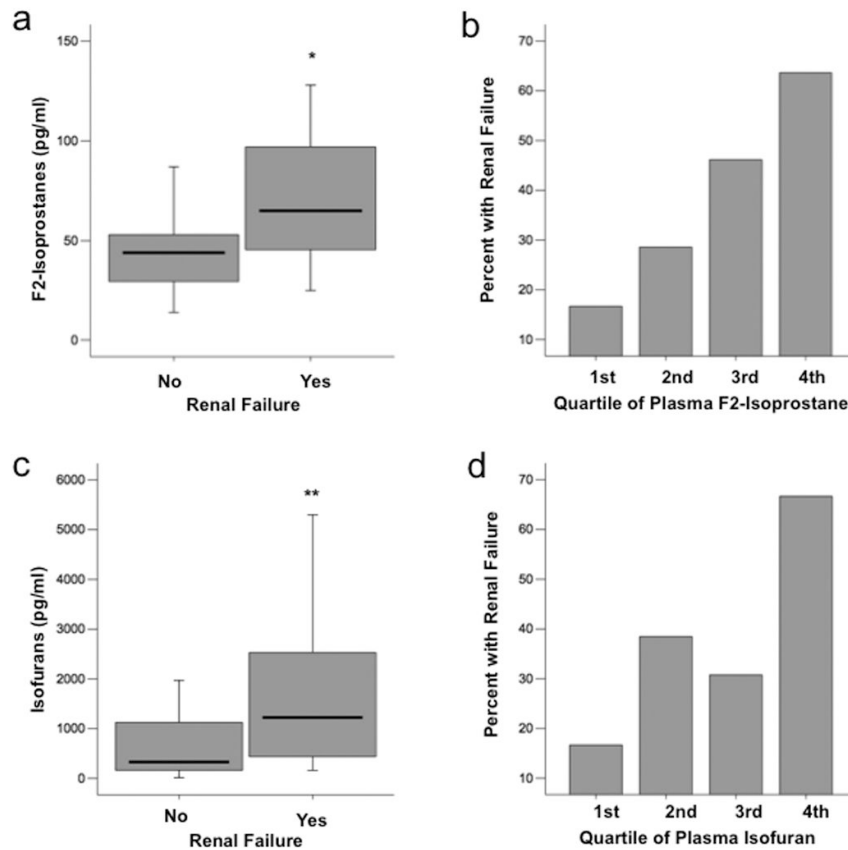 a
150
100
50
0
F2-Isoprostanes (pg/ml)
*
No Yes
Renal Failure
b
70
60
50
40
30
20
10
Percent with Renal Failure
1st 2nd 3rd 4th
Quartile of Plasma F2-Isoprostane
c
6000
5000
4000
3000
2000
1000
0
Isofurans (pg/ml)
**
No Yes
Renal Failure
d
70
60
50
40
30
20
10
Percent with Renal Failure
1st 2nd 3rd 4th
Quartile of Plasma Isofuran